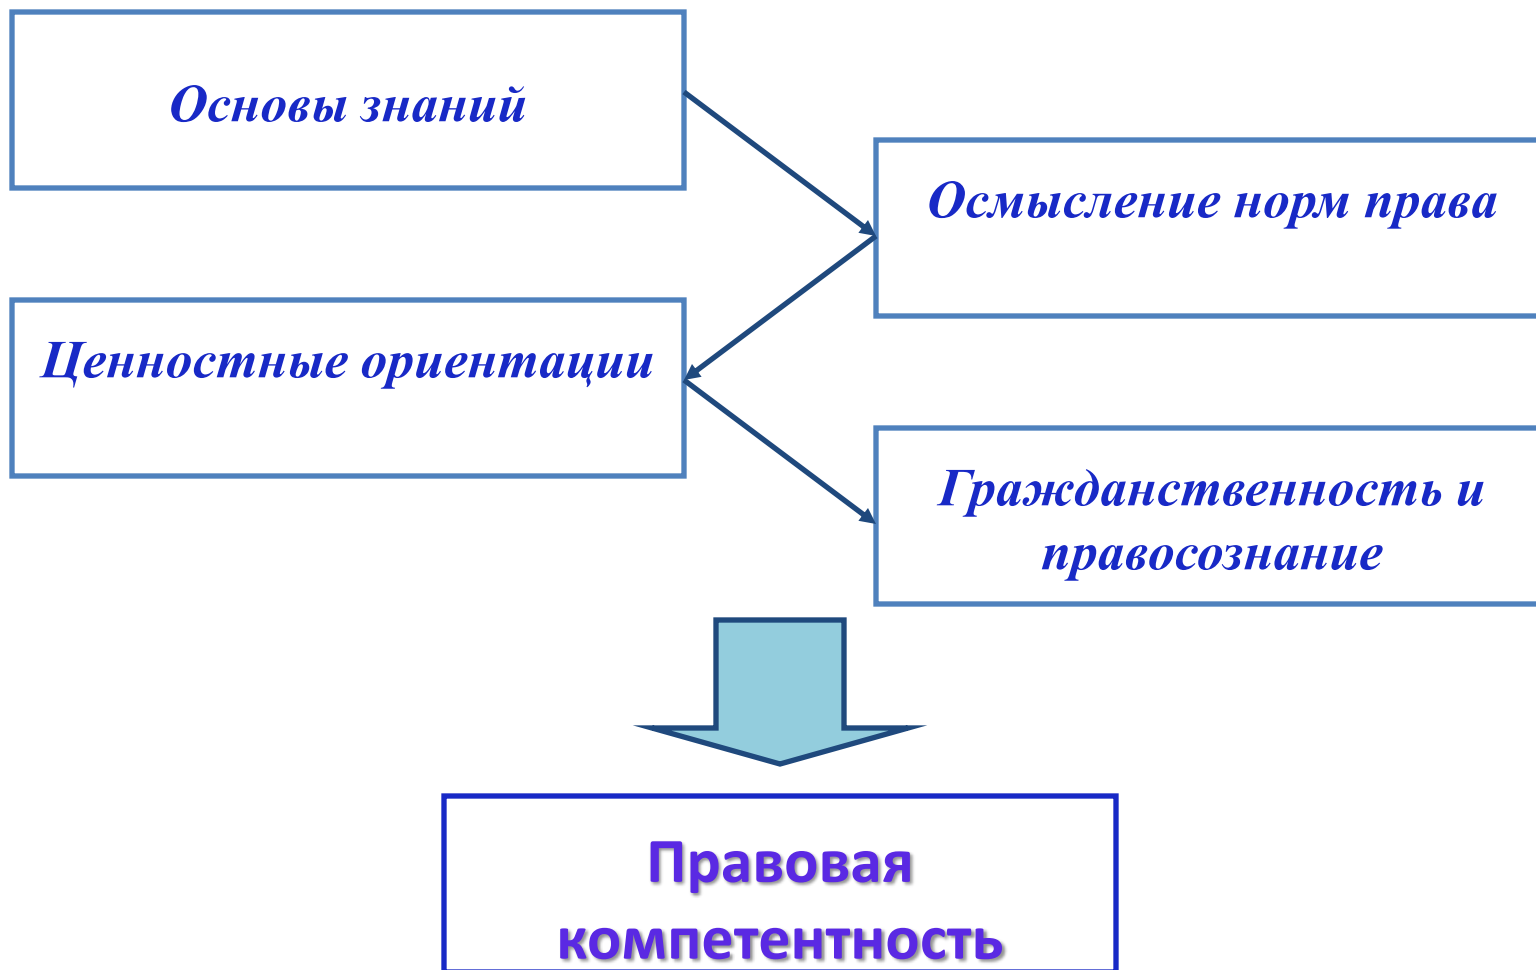 Основы знаний
Осмысление норм права
Ценностные ориентации
Гражданственность и
правосознание
Правовая
компетентность